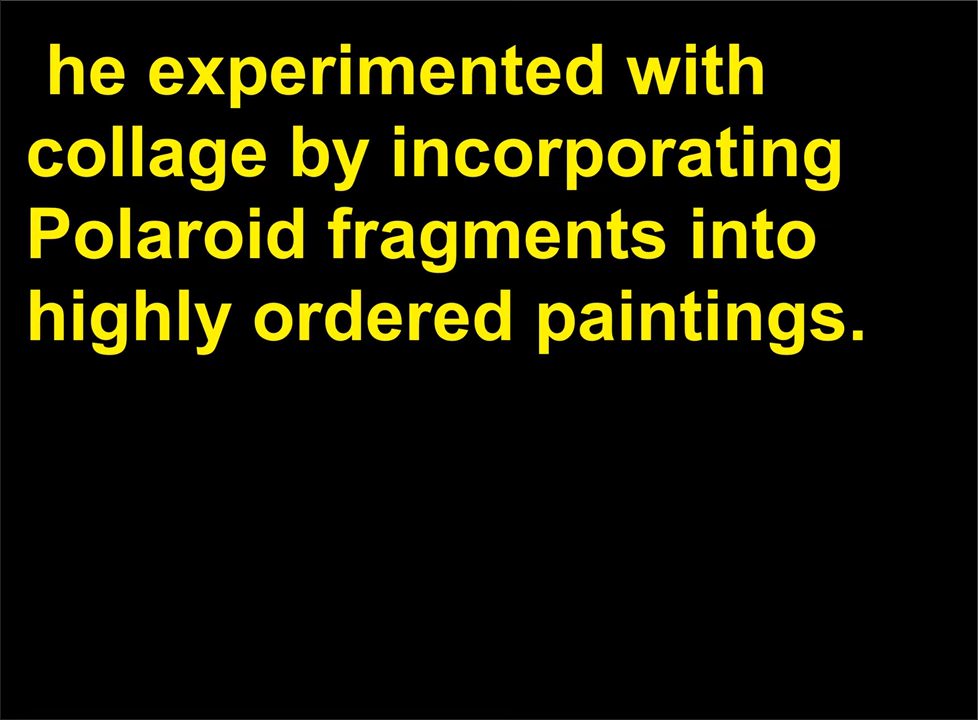 he experimented with
collage by incorporating
Polaroid fragments into
highly ordered paintings.